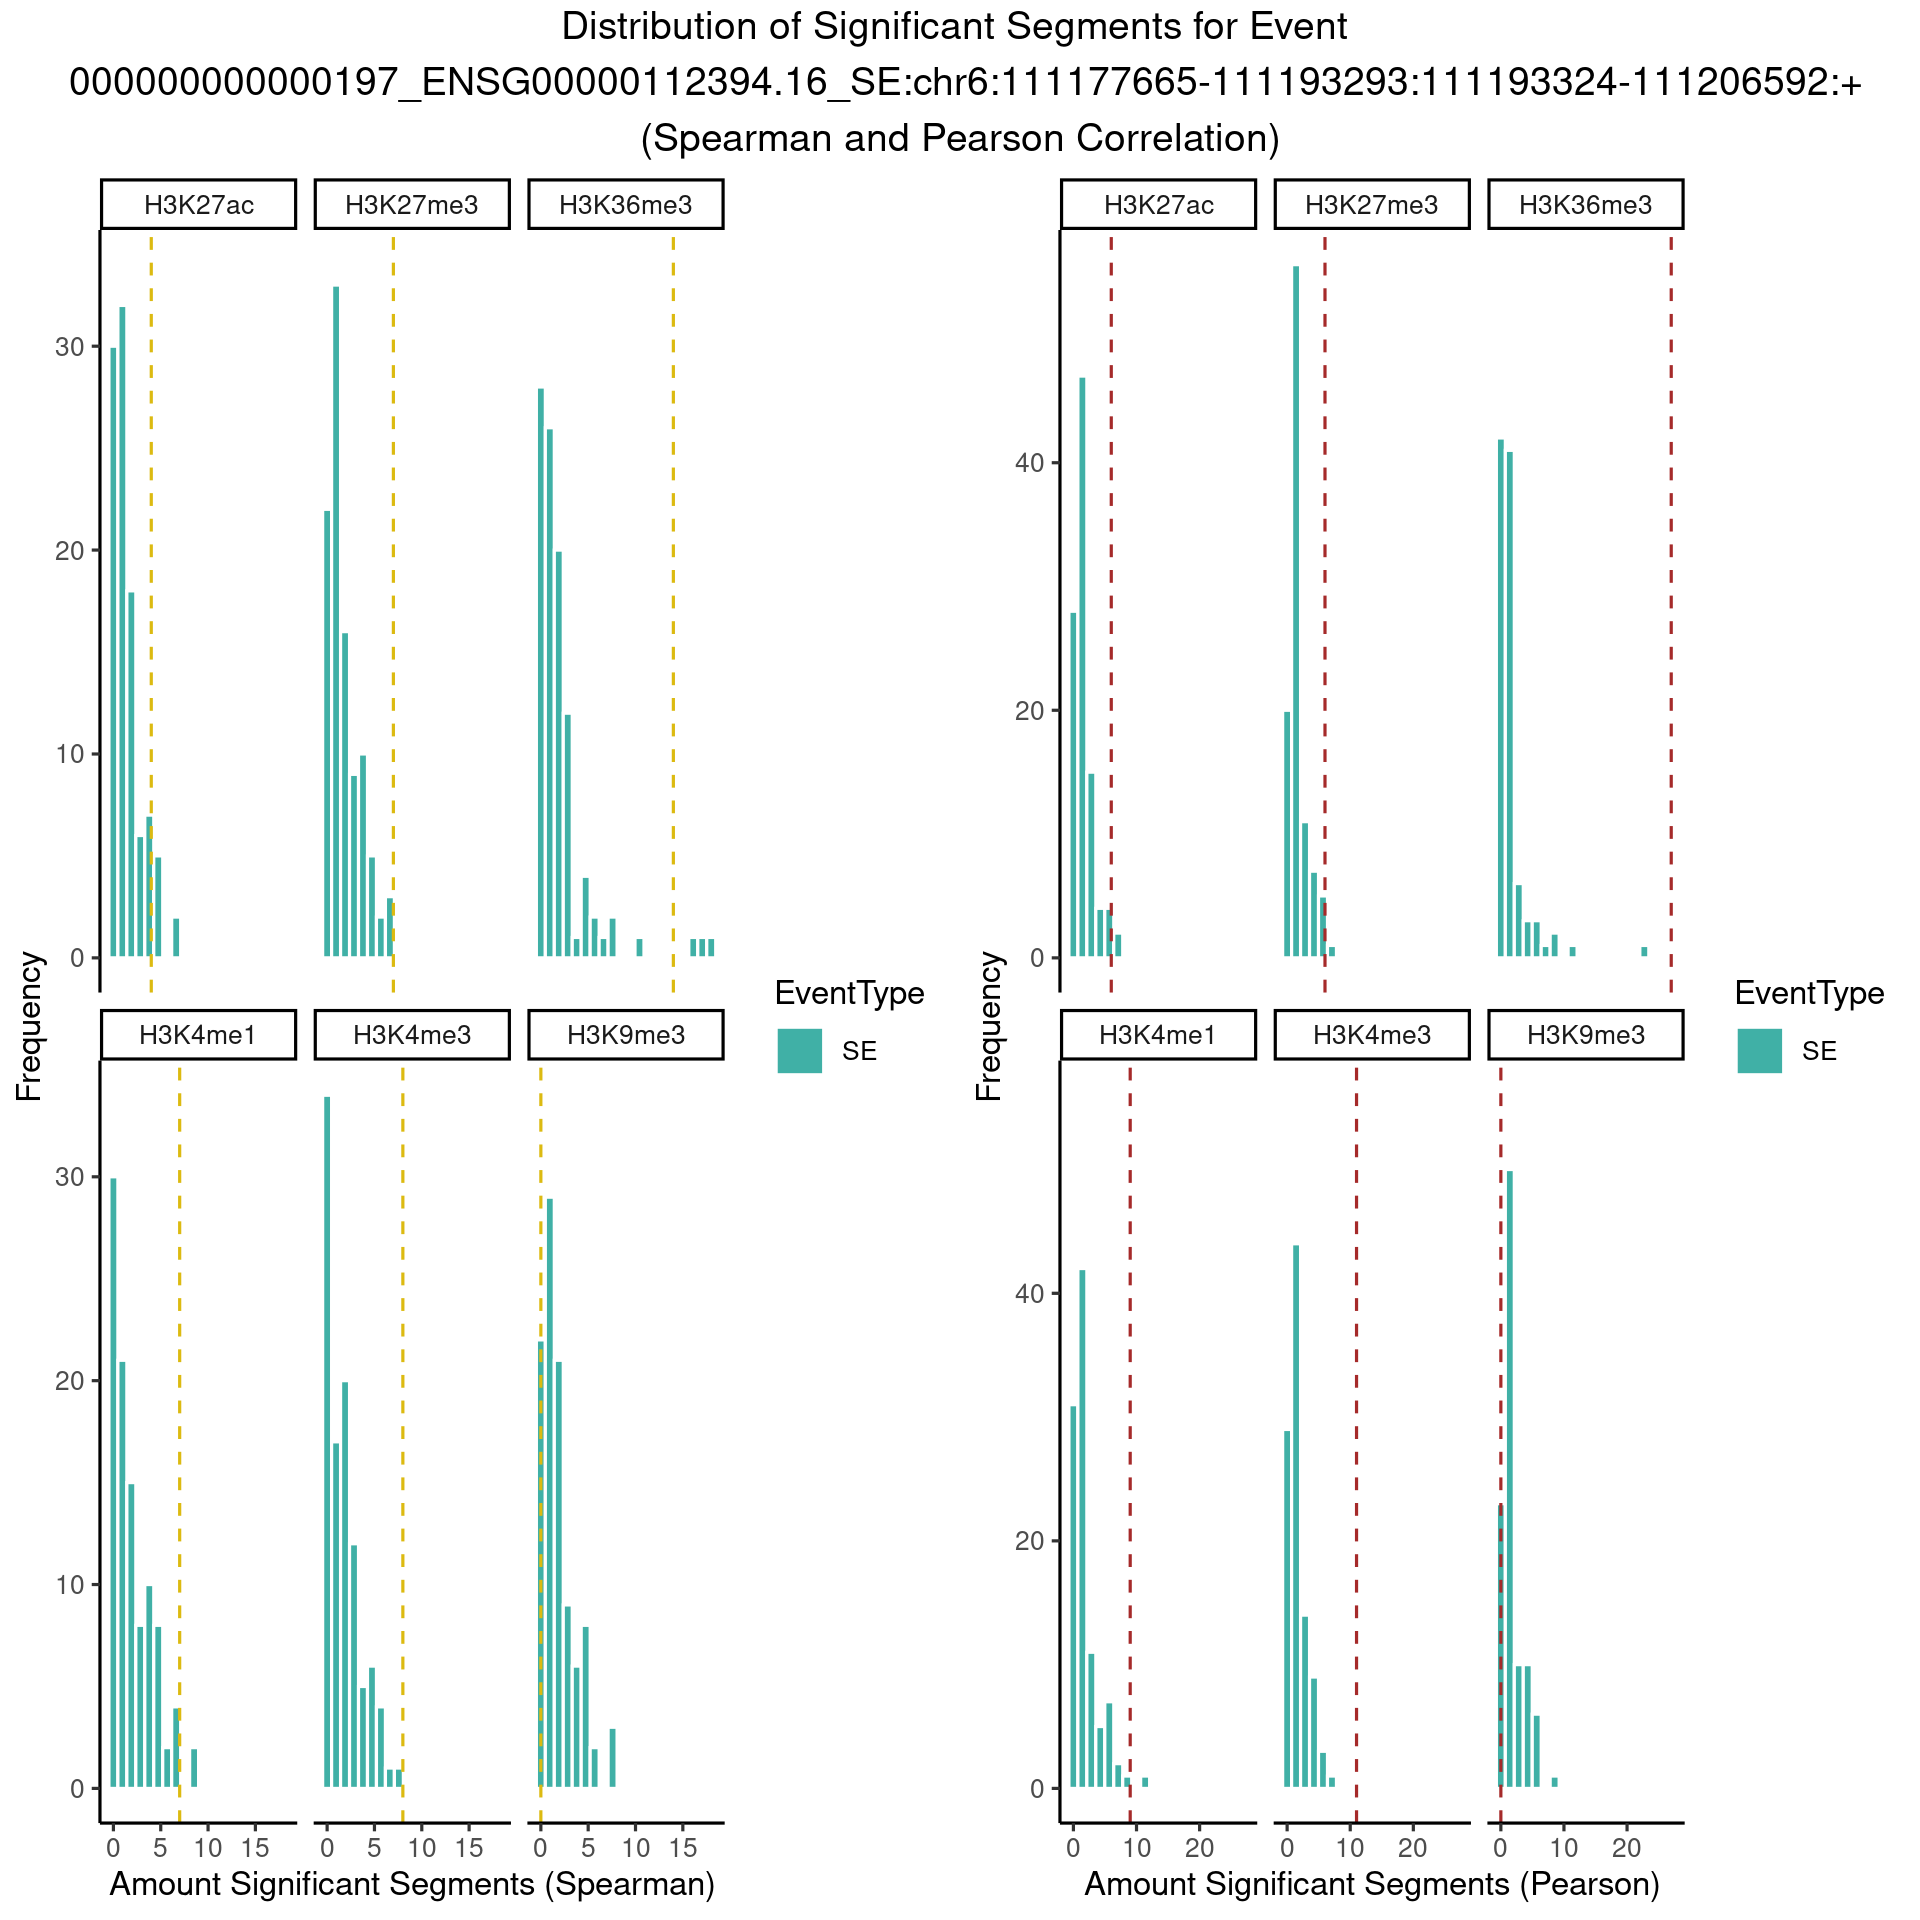 Distribution of Significant Segments for Event
000000000000197_ENSG00000112394.16_SE:chr6:111177665-111193293:111193324-111206592:+
(Spearman and Pearson Correlation)
H3K27ac H3K27me3 H3K36me3
30
20
10
0
H3K4me1 H3K4me3 H3K9me3
30
20
10
0
0 5 10 15 0 5 10 15 0 5 10 15
Frequency
Amount Significant Segments (Spearman)
EventType
SE
H3K27ac H3K27me3 H3K36me3
40
20
0
H3K4me1 H3K4me3 H3K9me3
40
20
0
0 10 20 0 10 20 0 10 20
Frequency
Amount Significant Segments (Pearson)
EventType
SE